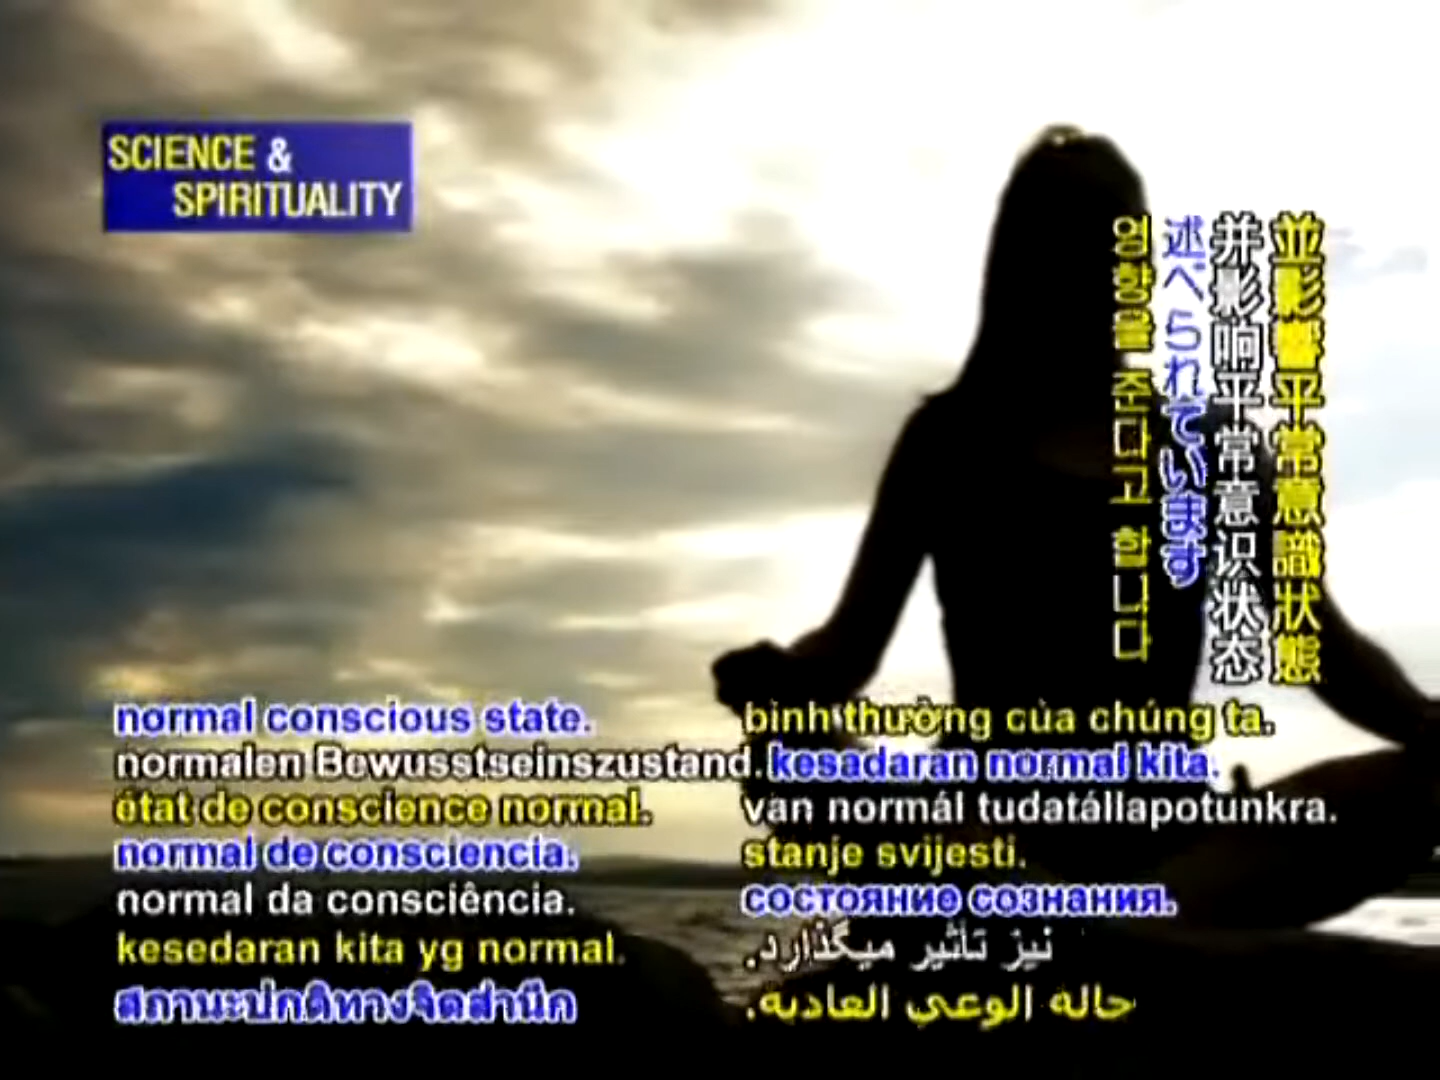 SCIENCE &
SPIRITUALITY
並影響平常意識狀態
并影响平常意识状态
述べられています
영향을 준다고 합니다
normal conscious state.
normalen Bewusstseinszustand.
état de conscience normal.
normal de consciencia.
normal da consciência.
kesedaran kita yg normal.
สถานะปกติทางจิตสำนึก
bình thường của chúng ta.
kesadaran normal kita.
van normál tudatállapotunkra.
stanje svijesti.
состояние сознания.
نیز تأثیر میگذارد.
حالة الوعي العادية.